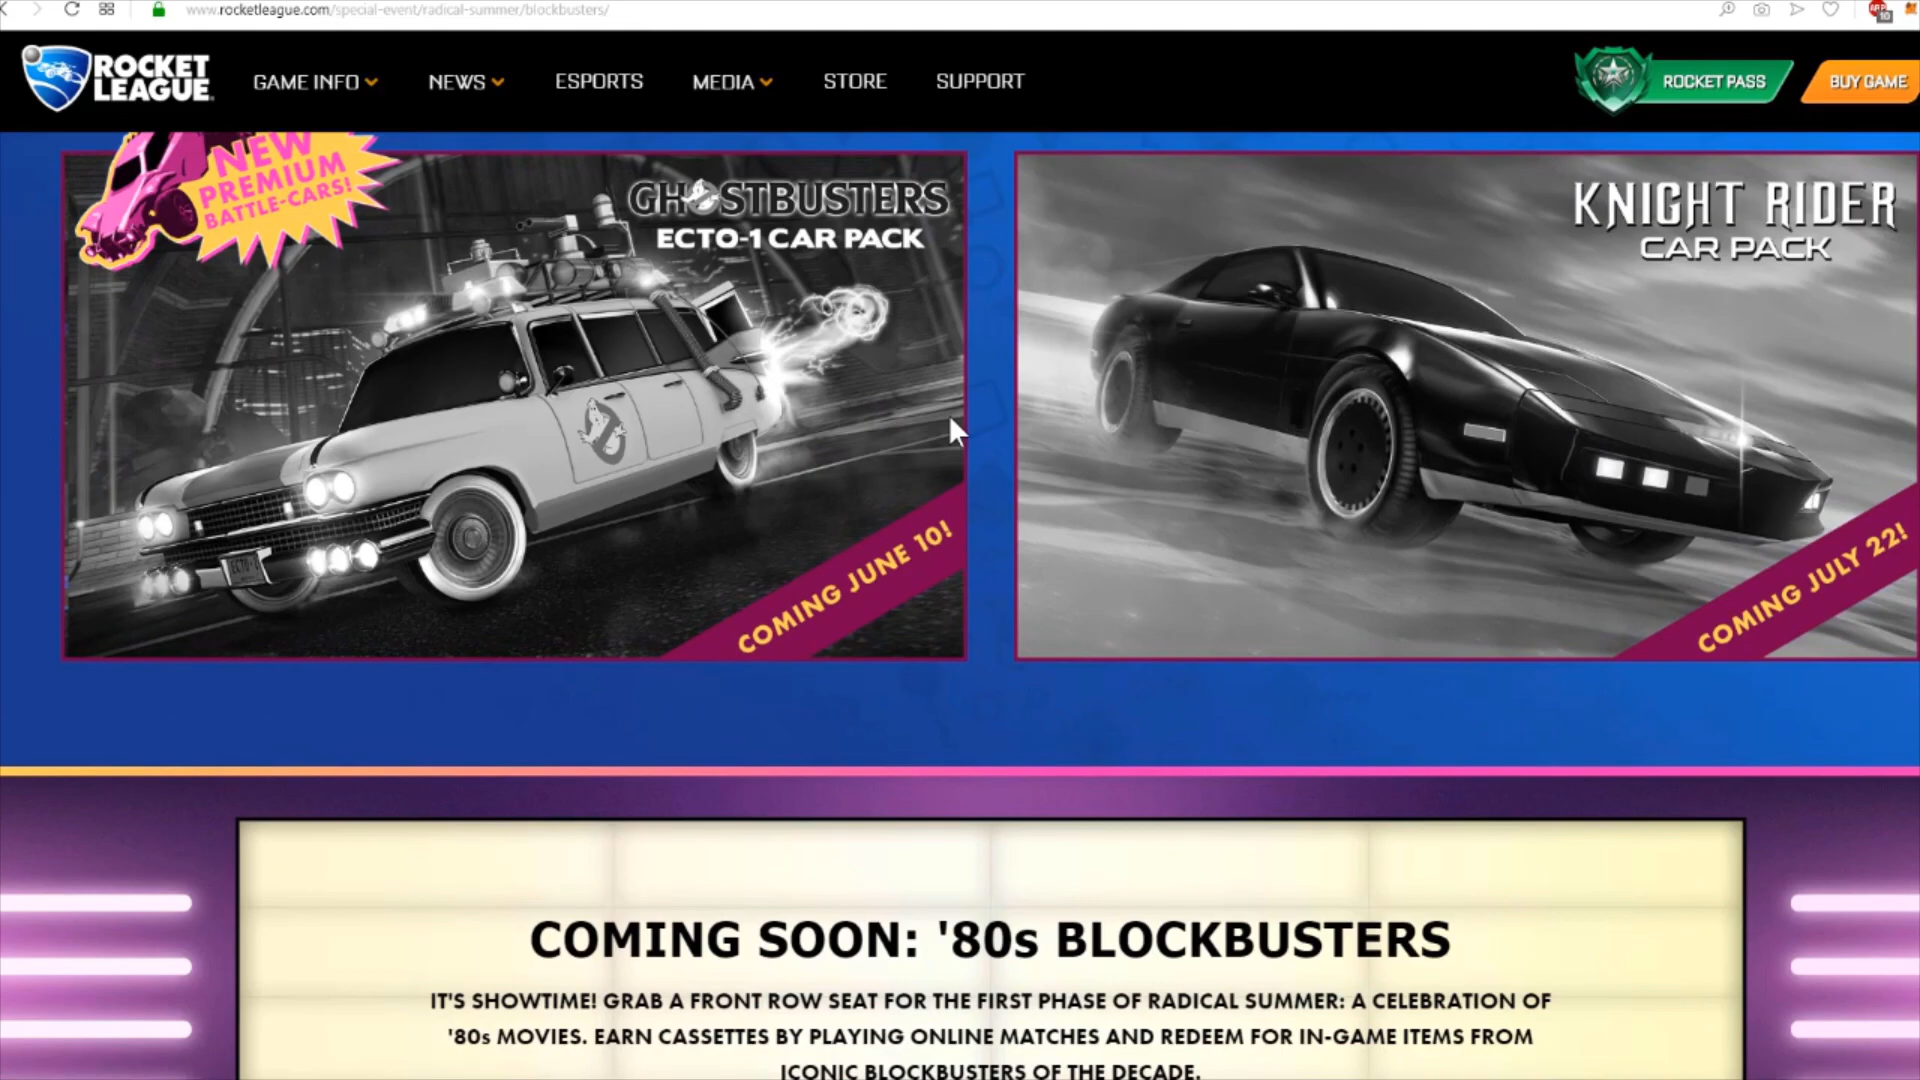 www.rocketleague.com/special-event/radical-summer/blockbusters/
10
ROCKET
LEAGUE
GAME INFO
NEWS
ESPORTS
MEDIA
STORE
SUPPORT
ROCKET PASS
BUY GAME
NEW
PREMIUM
BATTLE-CARS!
GHOSTBUSTERS
ECTO-1 CAR PACK
ECTO-1
COMING JUNE 10!
KNIGHT RIDER
CAR PACK
COMING JULY 22!
COMING SOON: '80s BLOCKBUSTERS
IT'S SHOWTIME! GRAB A FRONT ROW SEAT FOR THE FIRST PHASE OF RADICAL SUMMER: A CELEBRATION OF
'80s MOVIES. EARN CASSETTES BY PLAYING ONLINE MATCHES AND REDEEM FOR IN-GAME ITEMS FROM
ICONIC BLOCKBUSTERS OF THE DECADE.